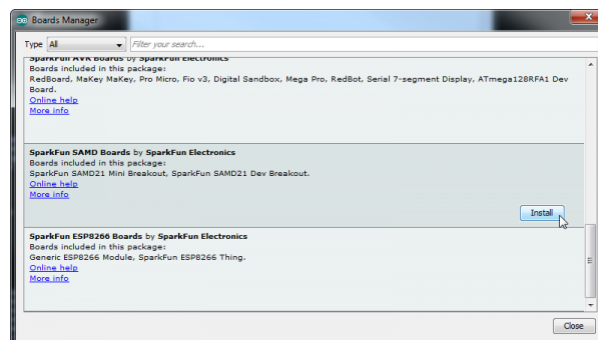 Boards Manager
Type All Filter your search...
SparkFun AVR Boards by SparkFun Electronics
Boards included in this package:
RedBoard, MaKey MaKey, Pro Micro, Fio v3, Digital Sandbox, Mega Pro, RedBot, Serial 7-segment Display, ATmega128RFA1 Dev
Board.
Online help
More info
SparkFun SAMD Boards by SparkFun Electronics
Boards included in this package:
SparkFun SAMD21 Mini Breakout, SparkFun SAMD21 Dev Breakout.
Online help
More info
Install
SparkFun ESP8266 Boards by SparkFun Electronics
Boards included in this package:
Generic ESP8266 Module, SparkFun ESP8266 Thing.
Online help
More info
Close